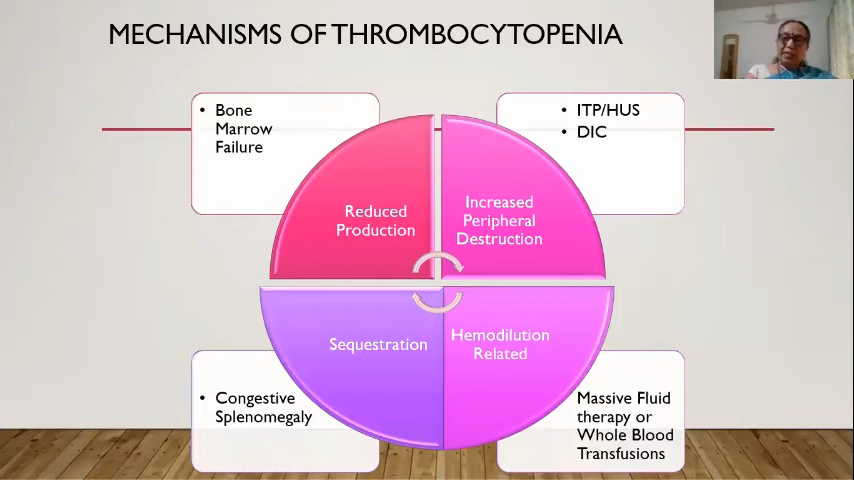 MECHANISMS OF THROMBOCYTOPENIA
• Bone
Marrow
Failure
• ITP/HUS
• DIC
Reduced
Production
Increased
Peripheral
Destruction
Sequestration
Hemodilution
Related
• Congestive
Splenomegaly
Massive Fluid
therapy or
Whole Blood
Transfusions